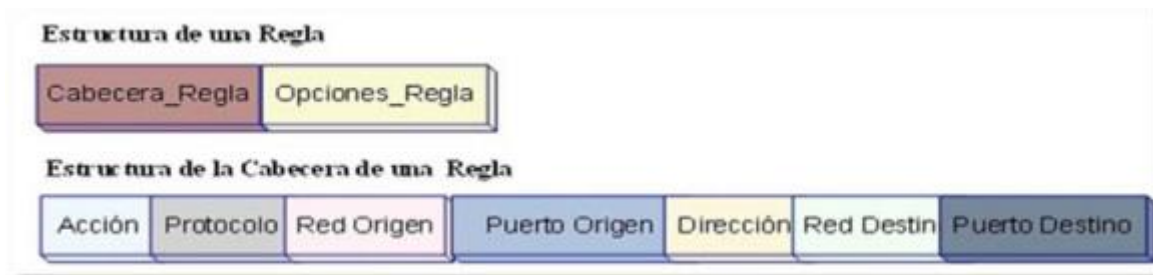 Estructura de una Regla
Cabecera_Regla Opciones_Regla
Estructura de la Cabecera de una Regla
Acción Protocolo Red Origen Puerto Origen Dirección Red Destin Puerto Destino